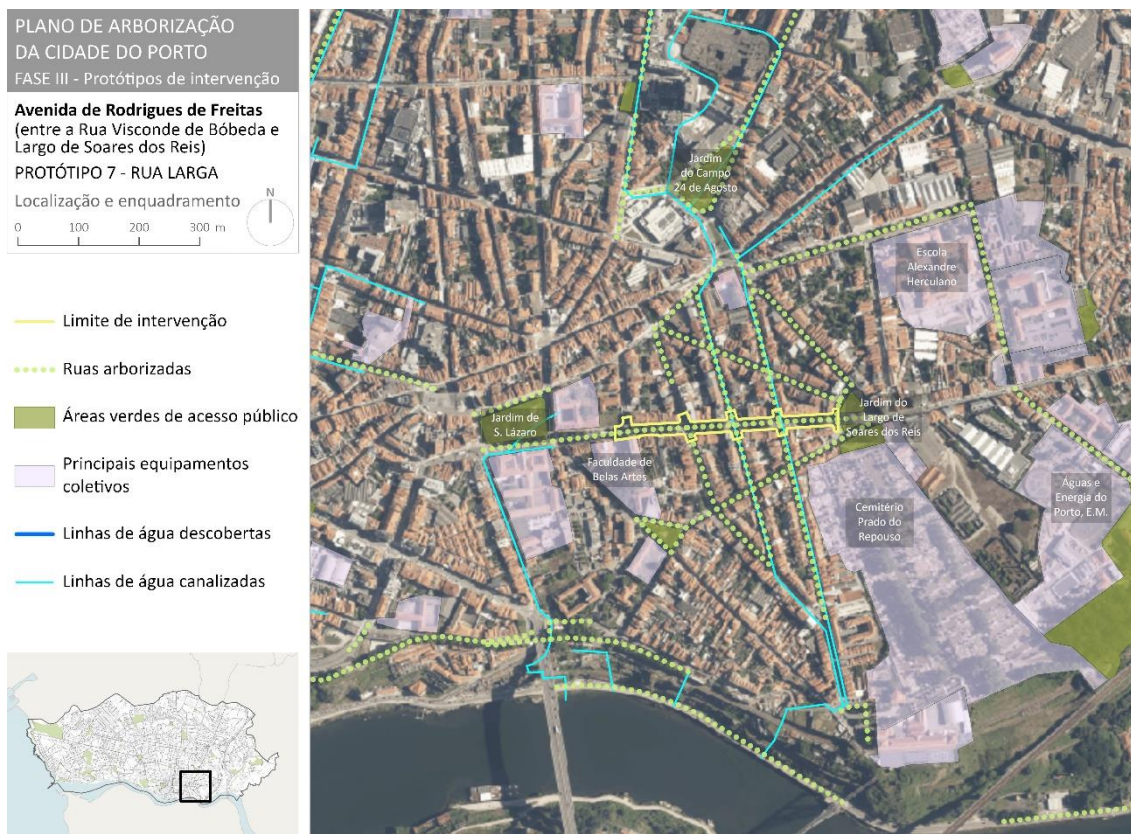 PLANO DE ARBORIZAÇÃO
DA CIDADE DO PORTO
FASE III - Protótipos de intervenção
Avenida de Rodrigues de Freitas
(entre a Rua Visconde de Bóbeda e
Largo de Soares dos Reis)
PROTÓTIPO 7 - RUA LARGA
Localização e enquadramento
N
0 100 200 300 m
Limite de intervenção
Ruas arborizadas
Áreas verdes de acesso público
Principais equipamentos
coletivos
Linhas de água descobertas
Linhas de água canalizadas
Jardim
do Campo
24 de Agosto
Escola
Alexandre
Herculano
Jardim de
S. Lázaro
Jardim do
Largo de
Soares dos Reis
Faculdade de
Belas Artes
Cemitério
Prado do
Repouso
Águas e
Energia do
Porto, E.M.